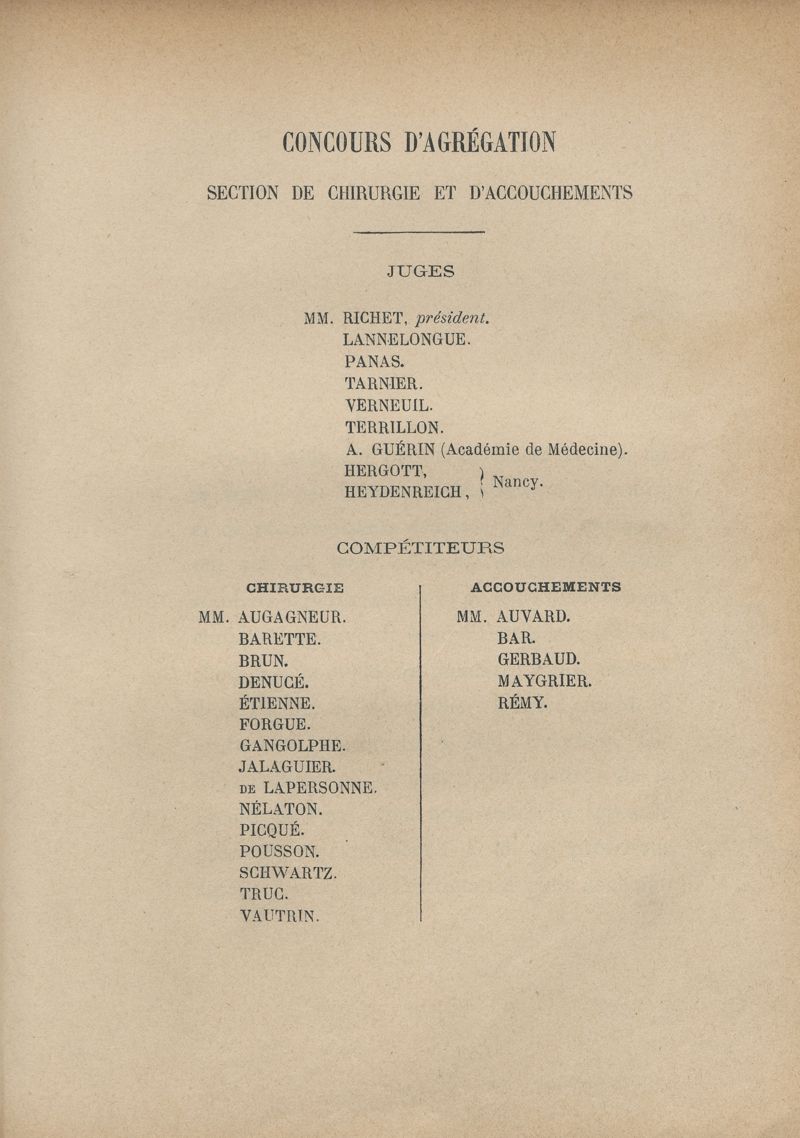 CONCOURS D'AGRÉGATION
SECTION DE CHIRURGIE ET D'ACCOUCHEMENTS
JUGES
MM. RICHET, président.
LANNELONGUE.
PANAS.
TARNIER.
VERNEUIL.
TERRILLON.
A. GUÉRIN (Académie de Médecine).
HERGOTT,
HEYDENREICH, } Nancy.
COMPÉTITEURS
CHIRURGIE
MM. AUGAGNEUR.
BARETTE.
BRUN.
DENUCÉ.
ÉTIENNE.
FORGUE.
GANGOLPHE.
JALAGUIER.
DE LAPERSONNE.
NÉLATON.
PICQUÉ.
POUSSON.
SCHWARTZ.
TRUC.
VAUTRIN.
ACCOUCHEMENTS
MM. AUVARD.
BAR.
GERBAUD.
MAYGRIER.
RÉMY.